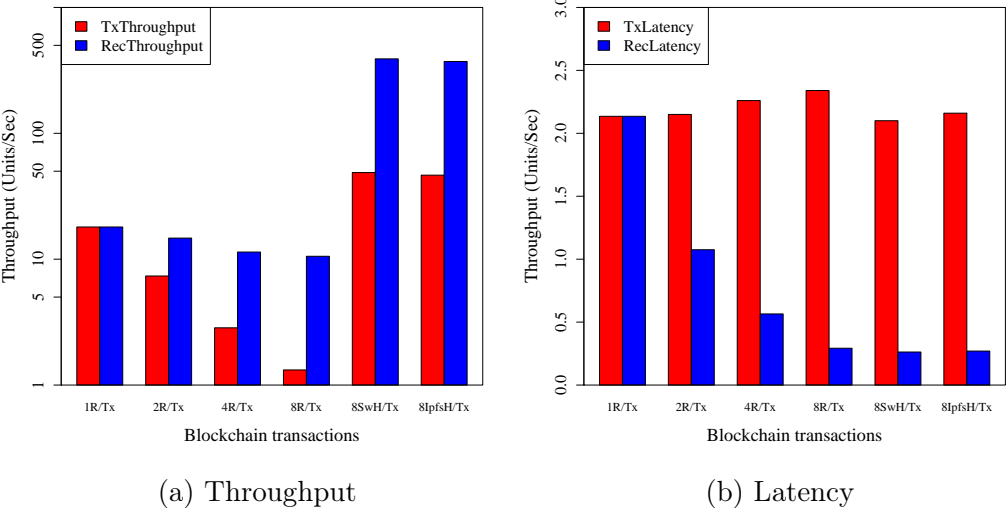 TxThroughput
RecThroughput
Throughput (Units/Sec)
500
100
50
10
5
1
1R/Tx 2R/Tx 4R/Tx 8R/Tx 8SwH/Tx 8IpfsH/Tx
Blockchain transactions
(a) Throughput
TxLatency
RecLatency
Throughput (Units/Sec)
3.0
2.5
2.0
1.5
1.0
0.5
0.0
1R/Tx 2R/Tx 4R/Tx 8R/Tx 8SwH/Tx 8IpfsH/Tx
Blockchain transactions
(b) Latency